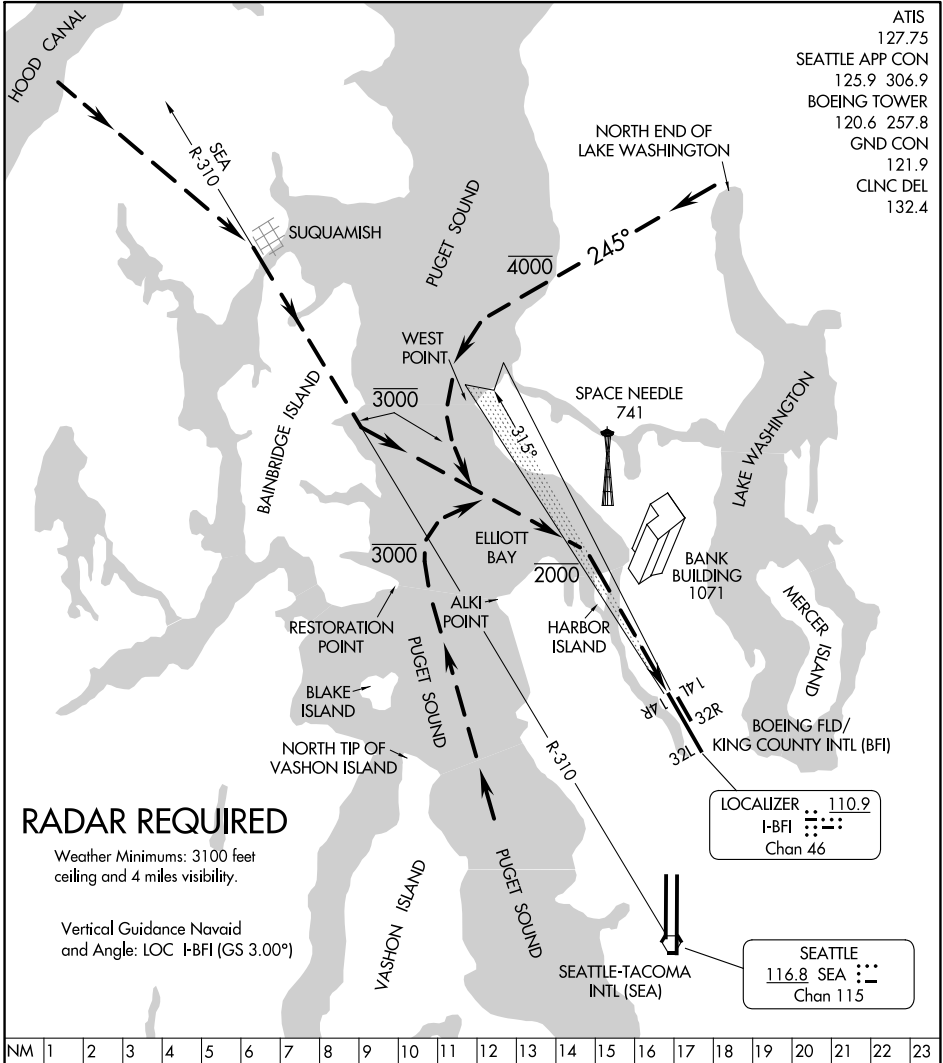 ATIS
127.75
SEATTLE APP CON
125.9 306.9
BOEING TOWER
120.6 257.8
GND CON
121.9
CLNC DEL
132.4
HOOD CANAL
SEA
R-310
SUQUAMISH
PUGET SOUND
NORTH END OF
LAKE WASHINGTON
245°
4000
WEST
POINT
3000
BAINBRIDGE ISLAND
315°
SPACE NEEDLE
741
LAKE WASHINGTON
3000
ELLIOTT
BAY
2000
BANK
BUILDING
1071
RESTORATION
POINT
ALKI
POINT
HARBOR
ISLAND
MERCER
ISLAND
PUGET SOUND
BLAKE
ISLAND
14L
14R
32R
32L
BOEING FLD/
KING COUNTY INTL (BFI)
NORTH TIP OF
VASHON ISLAND
R-310
LOCALIZER 110.9
I-BFI
Chan 46
RADAR REQUIRED
Weather Minimums: 3100 feet
ceiling and 4 miles visibility.
Vertical Guidance Navaid
and Angle: LOC I-BFI (GS 3.00°)
VASHON ISLAND
PUGET SOUND
SEATTLE-TACOMA
INTL (SEA)
SEATTLE
116.8 SEA
Chan 115
NM 1 2 3 4 5 6 7 8 9 10 11 12 13 14 15 16 17 18 19 20 21 22 23